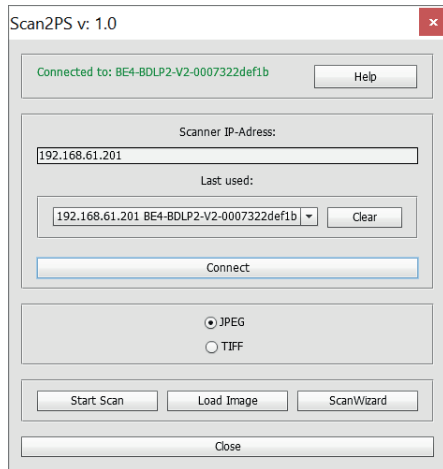 Scan2PS v: 1.0
x
Connected to: BE4-BDLP2-V2-0007322def1b
Help
Scanner IP-Adress:
192.168.61.201
Last used:
192.168.61.201 BE4-BDLP2-V2-0007322def1b
Clear
Connect
JPEG
TIFF
Start Scan Load Image ScanWizard
Close